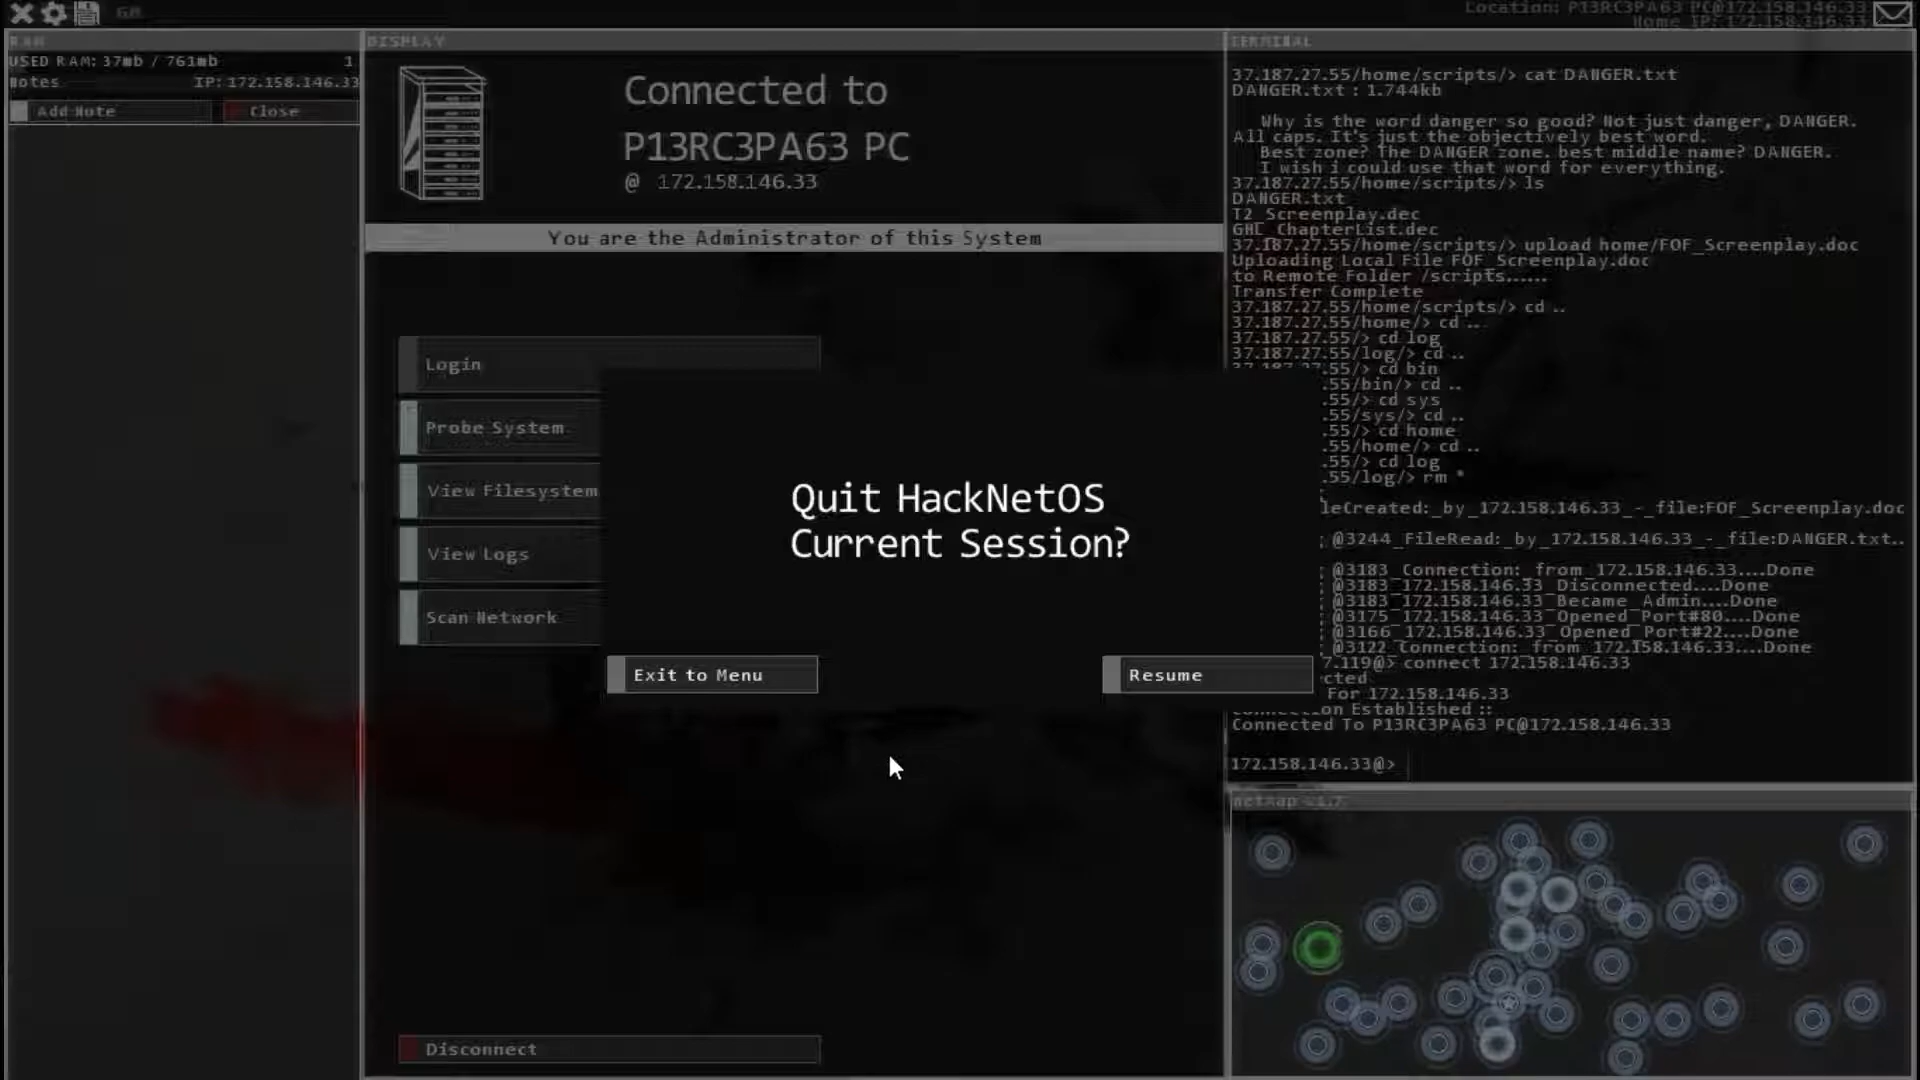 Location: P13RC3PA63 PC@172.158.146.33
Home IP: 172.158.146.33
RAM
USED RAM: 37mb / 761mb 1
Notes IP: 172.158.146.33
Add Note Close
DISPLAY
Connected to
P13RC3PA63 PC
@ 172.158.146.33
You are the Administrator of this System
Login
Probe System
View Filesystem
View Logs
Scan Network
Disconnect
Quit HackNetOS
Current Session?
Exit to Menu
Resume
TERMINAL
37.187.27.55/home/scripts/> cat DANGER.txt
DANGER.txt : 1.744kb
Why is the word danger so good? Not just danger, DANGER.
All caps. It's just the objectively best word.
Best zone? The DANGER zone. best middle name? DANGER.
I wish i could use that word for everything.
37.187.27.55/home/scripts/> ls
DANGER.txt
T2_Screenplay.dec
GHL_ChapterList.dec
37.187.27.55/home/scripts/> upload home/FOF_Screenplay.doc
Uploading Local File FOF_Screenplay.doc
to Remote Folder /scripts......
Transfer Complete
37.187.27.55/home/scripts/> cd ..
37.187.27.55/home/> cd ..
37.187.27.55/> cd log
37.187.27.55/log/> cd ..
37.187.27.55/> cd bin
.55/bin/> cd ..
.55/> cd sys
.55/sys/> cd ..
.55/> cd home
.55/home/> cd ..
.55/> cd log
.55/log/> rm *
leCreated:_by_172.158.146.33_-_file:FOF_Screenplay.doc
@3244_FileRead:_by_172.158.146.33_-_file:DANGER.txt..
@3183_Connection:_from_172.158.146.33....Done
@3183_172.158.146.33_Disconnected....Done
@3183_172.158.146.33_Became_Admin....Done
@3175_172.158.146.33_Opened_Port#80....Done
@3166_172.158.146.33_Opened_Port#22....Done
@3122_Connection:_from_172.158.146.33....Done
7.119@> connect 172.158.146.33
cted
For 172.158.146.33
Connection Established ::
Connected To P13RC3PA63 PC@172.158.146.33
172.158.146.33@>
netMap v1.7